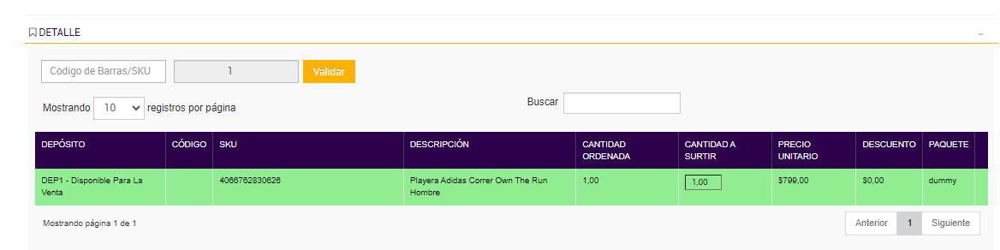 DETALLE
Código de Barras/SKU 1 Validar
Mostrando 10 registros por página Buscar
DEPÓSITO CÓDIGO SKU DESCRIPCIÓN CANTIDAD ORDENADA CANTIDAD A SURTIR PRECIO UNITARIO DESCUENTO PAQUETE
DEP1 - Disponible Para La Venta 4066762830626 Playera Adidas Correr Own The Run Hombre 1,00 1,00 $799,00 $0,00 dummy
Mostrando página 1 de 1 Anterior 1 Siguiente